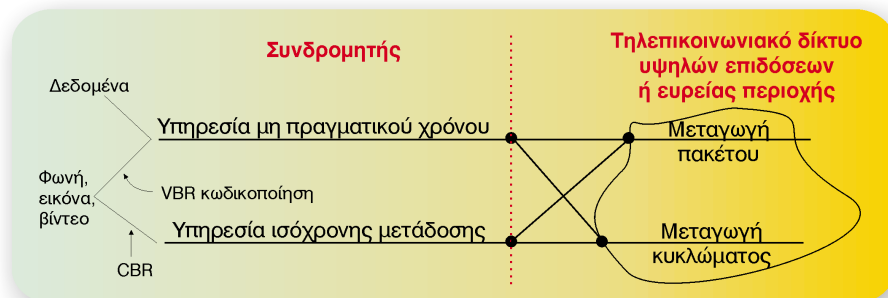 Συνδρομητής
Τηλεπικοινωνιακό δίκτυο
υψηλών επιδόσεων
ή ευρείας περιοχής
Δεδομένα
Υπηρεσία μη πραγματικού χρόνου
Μεταγωγή
πακέτου
Φωνή,
εικόνα,
βίντεο
VBR κωδικοποίηση
Υπηρεσία ισόχρονης μετάδοσης
Μεταγωγή
κυκλώματος
CBR